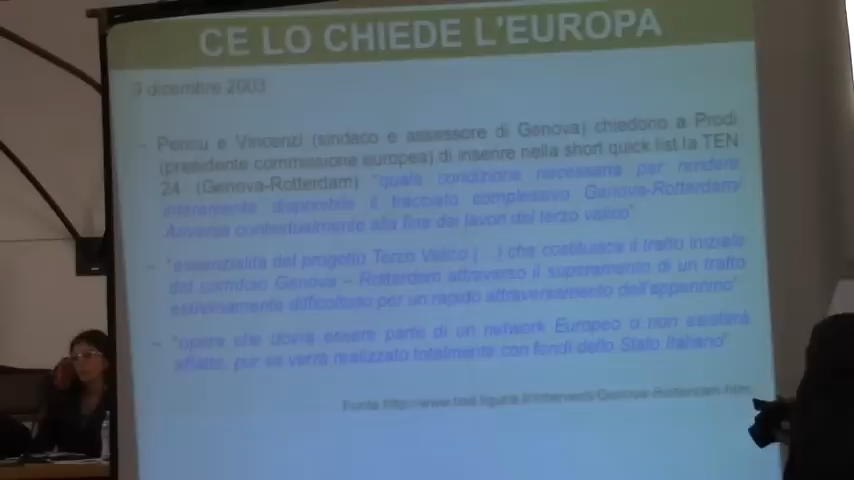 CE LO CHIEDE L'EUROPA
9 dicembre 2003
- Pericu e Vincenzi (sindaco e assessore di Genova) chiedono a Prodi
(presidente commissione europea) di inserire nella short quick list la TEN
24 (Genova-Rotterdam) "quale condizione necessaria per rendere
interamente disponibile il tracciato complessivo Genova-Rotterdam/
Anversa contestualmente alla fine dei lavori del terzo valico"
- "essenzialità del progetto Terzo Valico (...) che costituisce il tratto iniziale
del corridoio Genova – Rotterdam attraverso il superamento di un tratto
estremamente difficoltoso per un rapido attraversamento dell'appennino"
- "opera che dovrà essere parte di un network Europeo o non esisterà
affatto, pur se verrà realizzato totalmente con fondi dello Stato Italiano"
Fonte